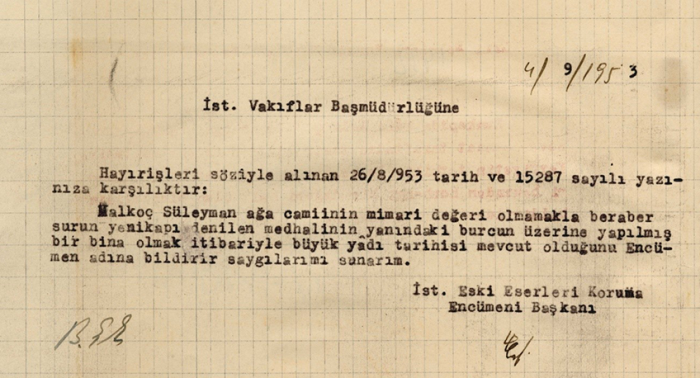 4/9/1953
İst. Vakıflar Başmüdürlüğüne
Hayırişleri söziyle alınan 26/8/953 tarih ve 15287 sayılı yazı-
nıza karşılıktır:
Malkoç Süleyman ağa camiinin mimari değeri olmamakla beraber
surun yenikapı denilen medhalinin yanındaki burcun üzerine yapılmış
bir bina olmak itibariyle büyük yâdı tarihisi mevcut olduğunu Encü-
men adına bildirir saygılarımı sunarım.
İst. Eski Eserleri Koruma
Encümeni Başkanı